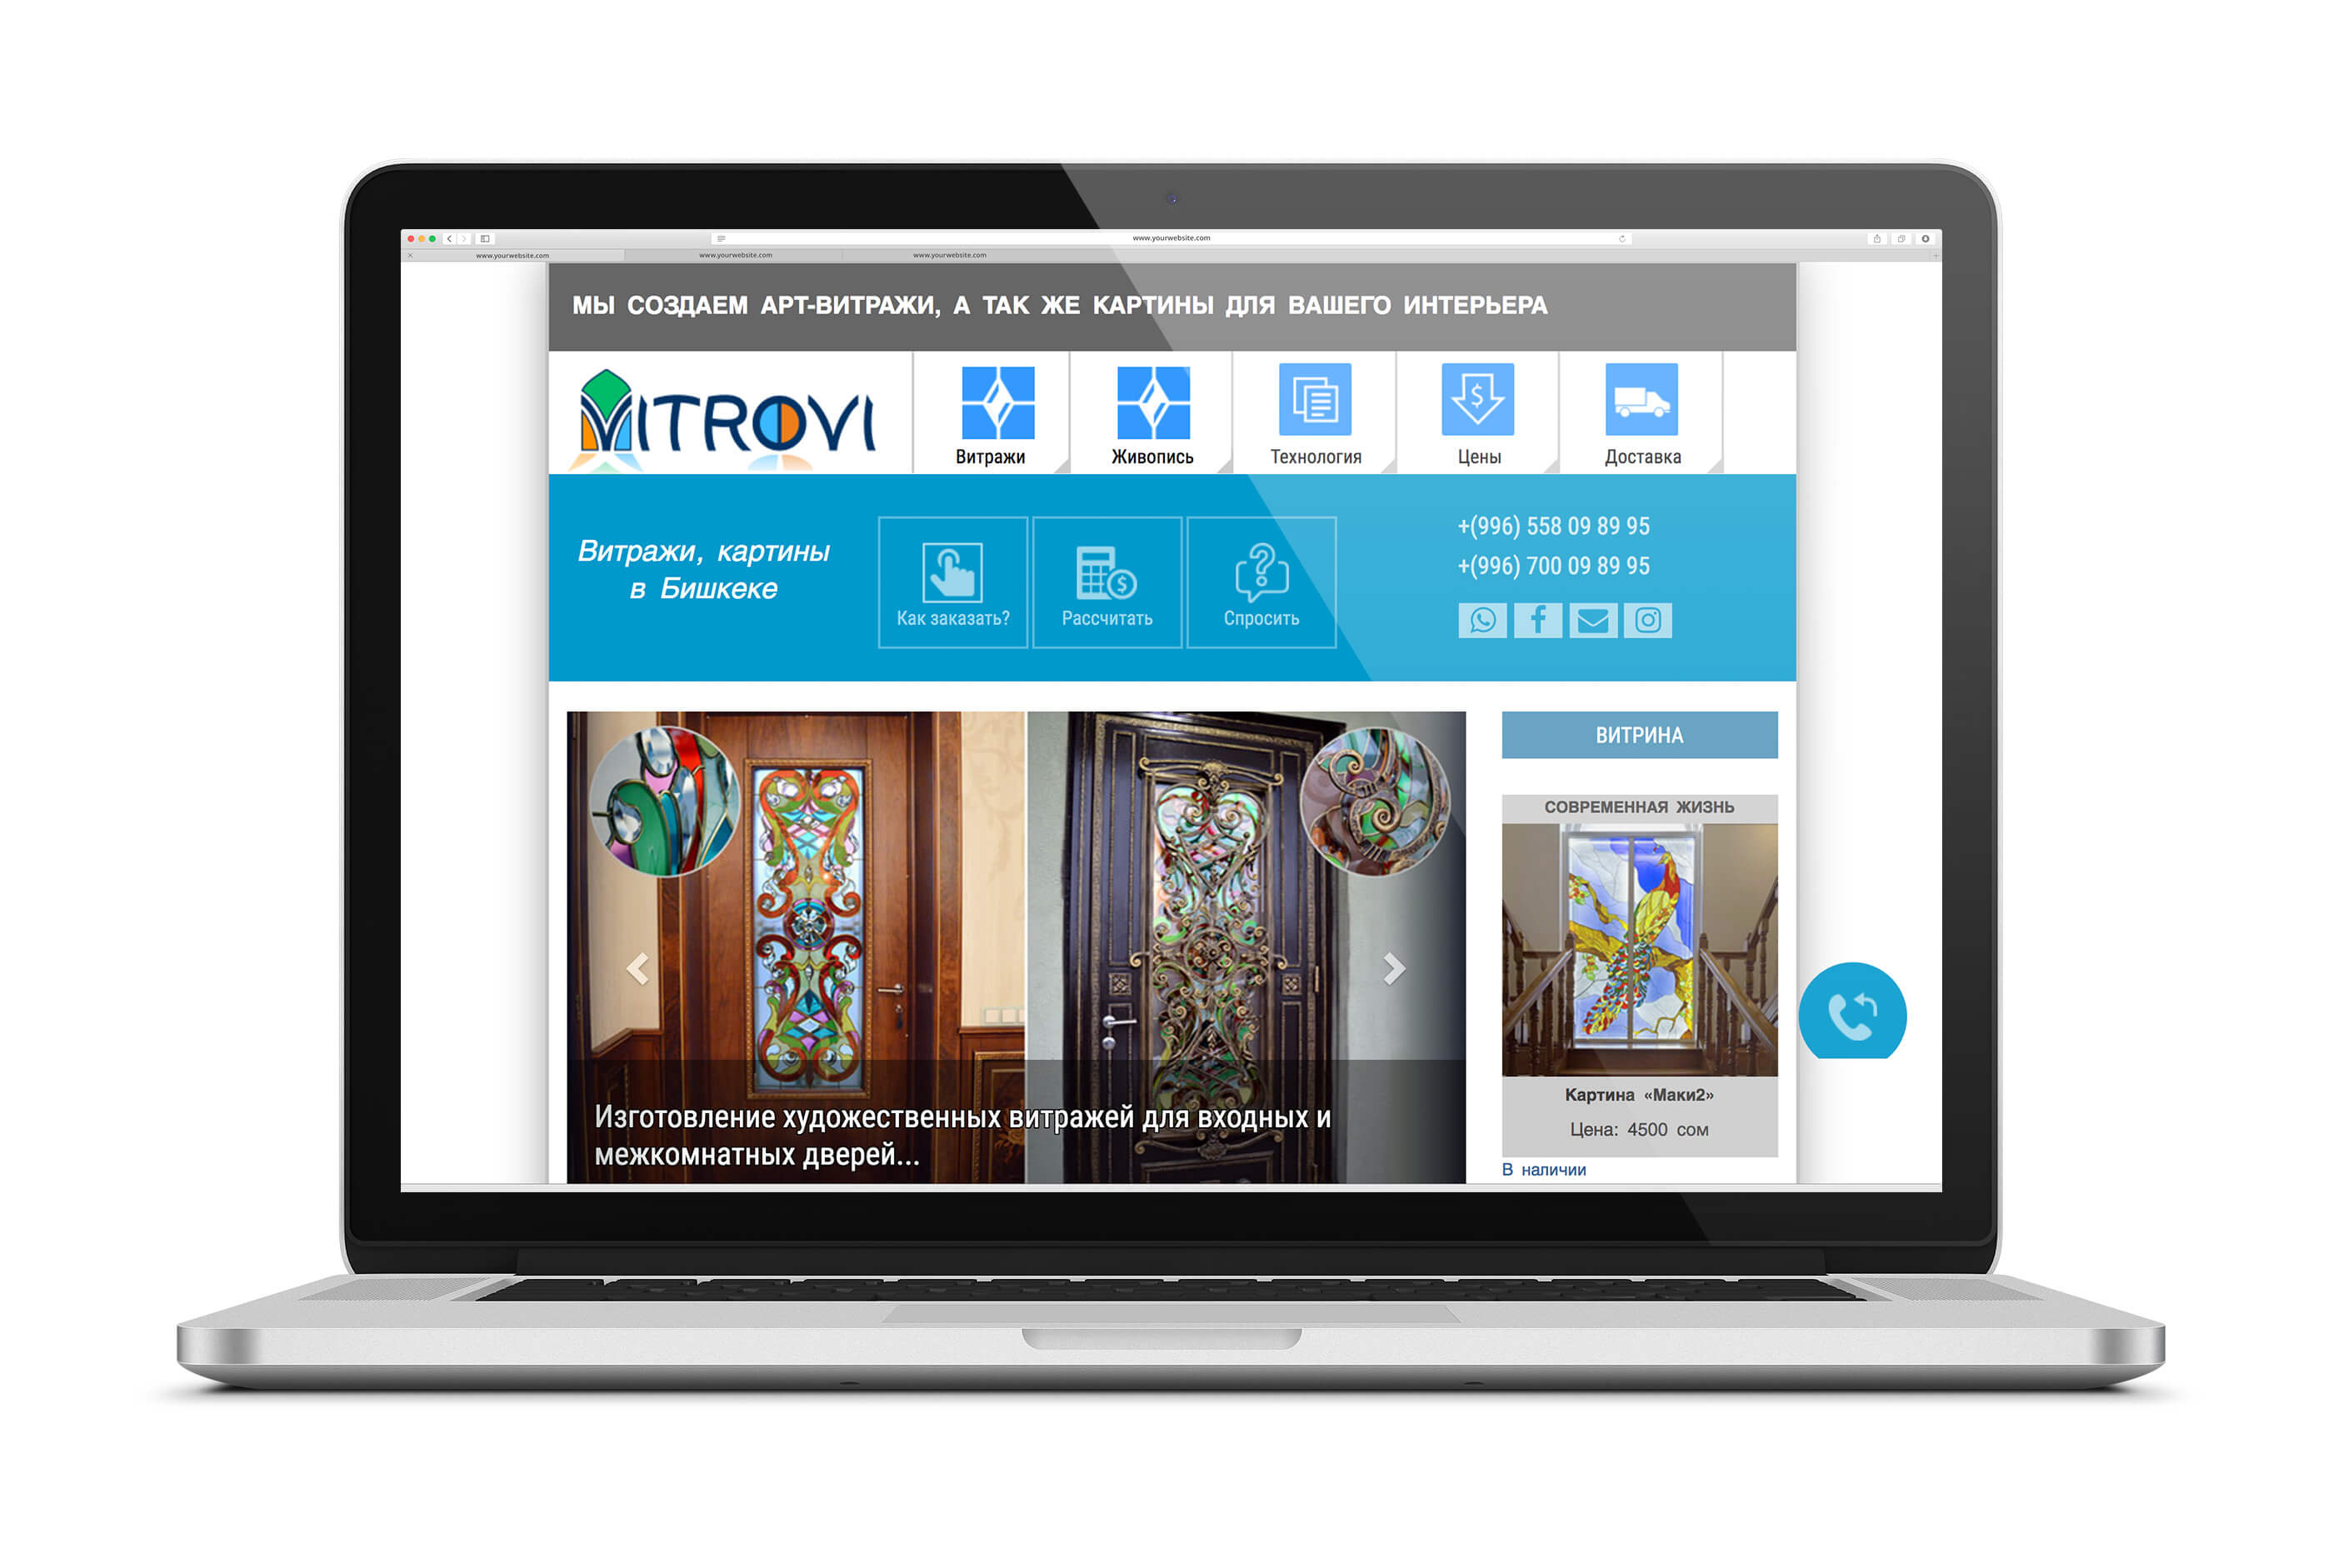 www.yourwebsite.com
www.yourwebsite.com
www.yourwebsite.com
www.yourwebsite.com
МЫ СОЗДАЕМ АРТ-ВИТРАЖИ, А ТАК ЖЕ КАРТИНЫ ДЛЯ ВАШЕГО ИНТЕРЬЕРА
VITROVI
Витражи
Живопись
Технология
Цены
Доставка
Витражи, картины
в Бишкеке
Как заказать?
Рассчитать
Спросить
+(996) 558 09 89 95
+(996) 700 09 89 95
Изготовление художественных витражей для входных и
межкомнатных дверей...
ВИТРИНА
СОВРЕМЕННАЯ ЖИЗНЬ
Картина «Маки2»
Цена: 4500 сом
В наличии